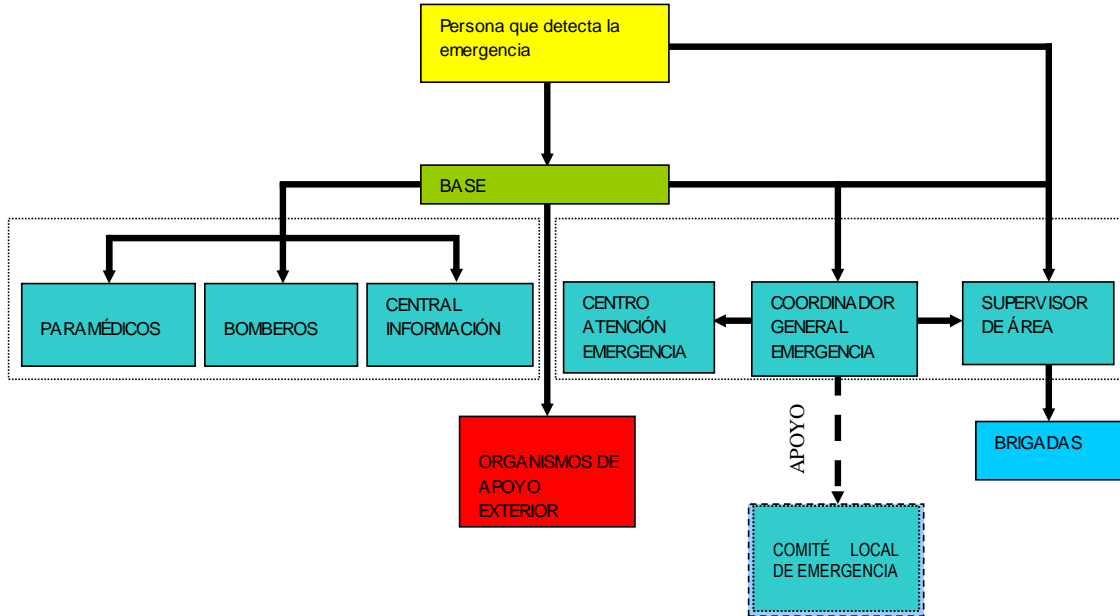 Persona que detecta la
emergencia
BASE
PARAMÉDICOS
BOMBEROS
CENTRAL
INFORMACIÓN
CENTRO
ATENCIÓN
EMERGENCIA
COORDINADOR
GENERAL
EMERGENCIA
SUPERVISOR
DE ÁREA
ORGANISMOS DE
APOYO
EXTERIOR
APOYO
BRIGADAS
COMITÉ LOCAL
DE EMERGENCIA